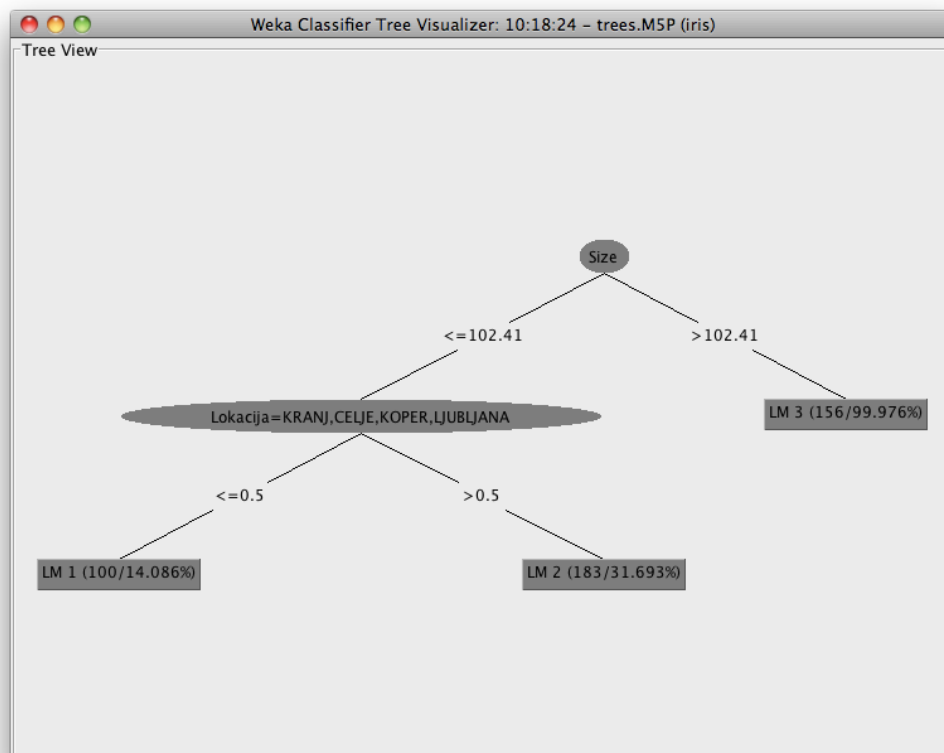 Weka Classifier Tree Visualizer: 10:18:24 – trees.M5P (iris)
Tree View
Size
<=102.41
>102.41
Lokacija=KRANJ,CELJE,KOPER,LJUBLJANA
LM 3 (156/99.976%)
<=0.5
>0.5
LM 1 (100/14.086%)
LM 2 (183/31.693%)